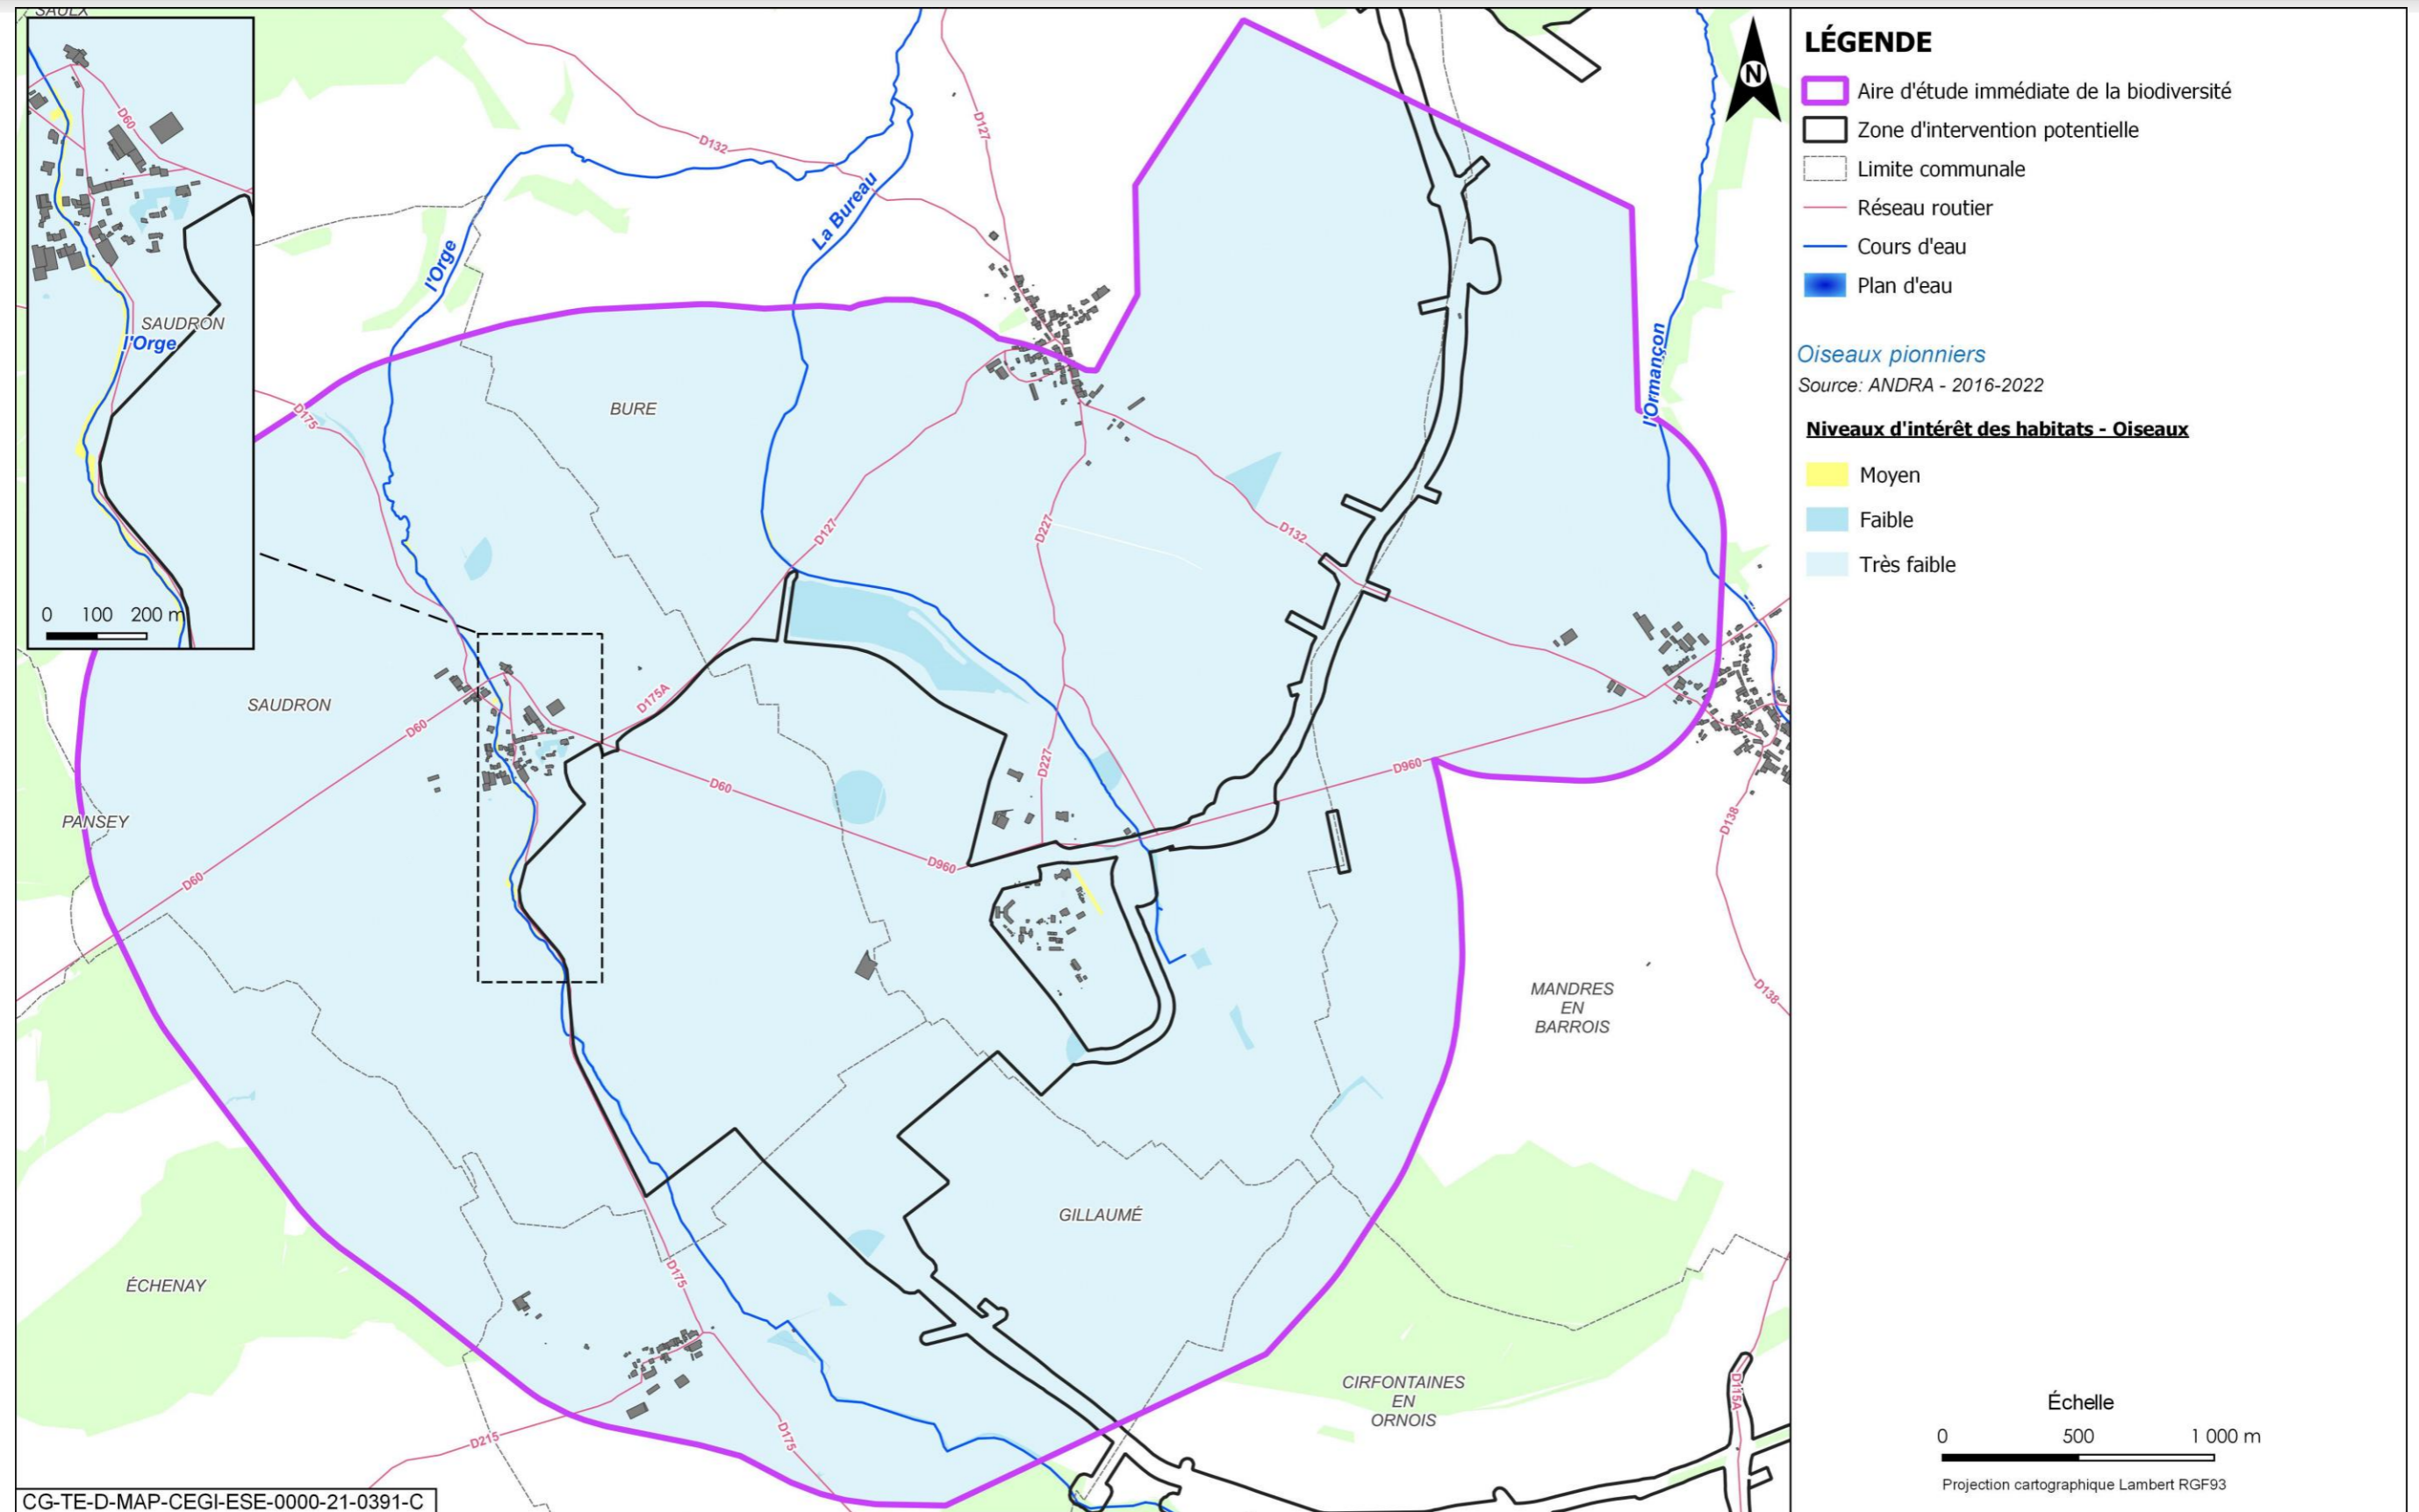 SAULX
D60
SAUDRON
l'Orge
0 100 200 m
D132
D127
La Bureau
l'Orge
l'Ormançon
BURE
D175
D127
D227
D132
SAUDRON
D175A
D60
D60
D227
D960
PANSEY
D60
D960
D138
D138
MANDRES
EN
BARROIS
GILLAUMÉ
ÉCHENAY
D175
CIRFONTAINES
EN
ORNOIS
D115A
D215
D175
CG-TE-D-MAP-CEGI-ESE-0000-21-0391-C
N
LÉGENDE
Aire d'étude immédiate de la biodiversité
Zone d'intervention potentielle
Limite communale
Réseau routier
Cours d'eau
Plan d'eau
Oiseaux pionniers
Source: ANDRA - 2016-2022
Niveaux d'intérêt des habitats - Oiseaux
Moyen
Faible
Très faible
Échelle
0 500 1 000 m
Projection cartographique Lambert RGF93